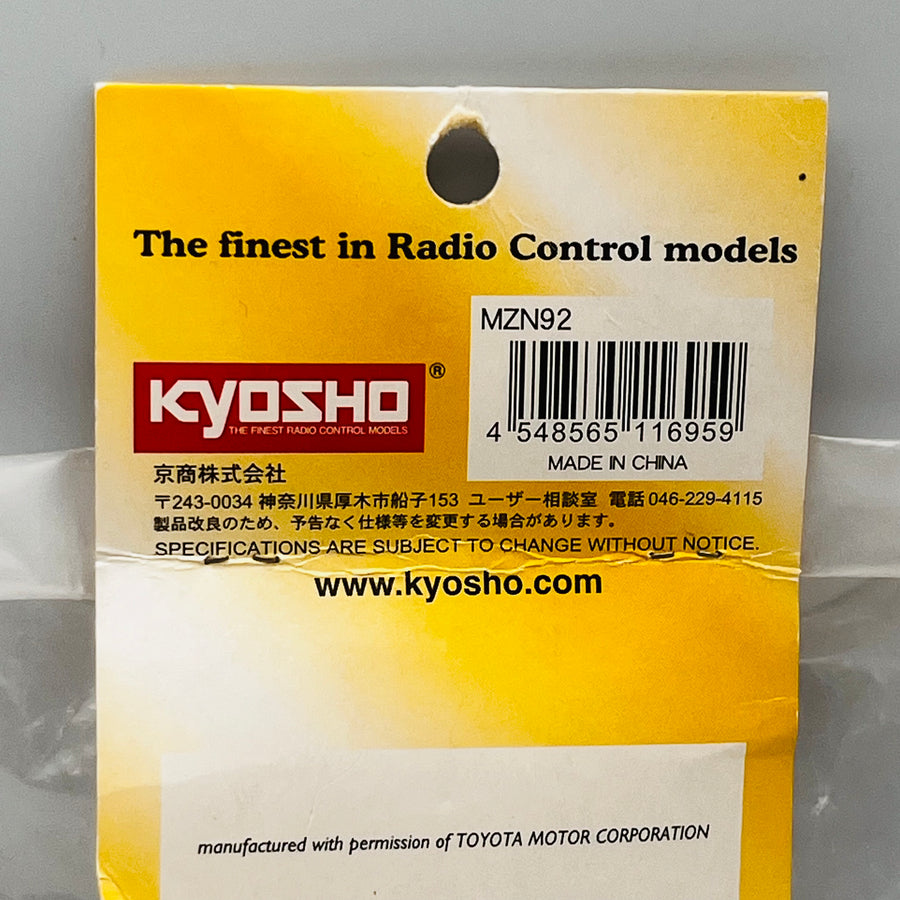 The finest in Radio Control models
MZN92
4 548565 116959
MADE IN CHINA
KYOSHO®
THE FINEST RADIO CONTROL MODELS
京商株式会社
〒243-0034 神奈川県厚木市船子153 ユーザー相談室 電話 046-229-4115
製品改良のため、予告なく仕様等を変更する場合があります。
SPECIFICATIONS ARE SUBJECT TO CHANGE WITHOUT NOTICE.
www.kyosho.com
manufactured with permission of TOYOTA MOTOR CORPORATION